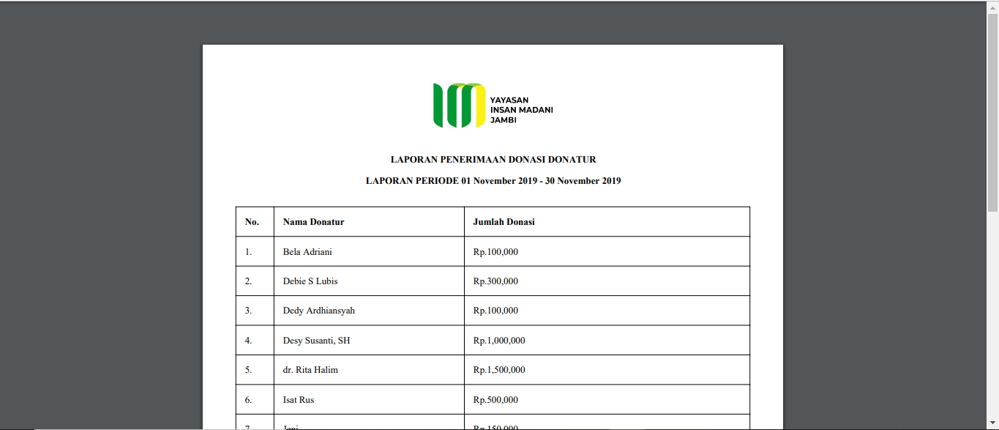 YAYASAN
INSAN MADANI
JAMBI
LAPORAN PENERIMAAN DONASI DONATUR
LAPORAN PERIODE 01 November 2019 - 30 November 2019
No. Nama Donatur Jumlah Donasi
1. Bela Adriani Rp.100,000
2. Debie S Lubis Rp.300,000
3. Dedy Ardhiansyah Rp.100,000
4. Desy Susanti, SH Rp.1,000,000
5. dr. Rita Halim Rp.1,500,000
6. Isat Rus Rp.500,000
7. Rp.150,000